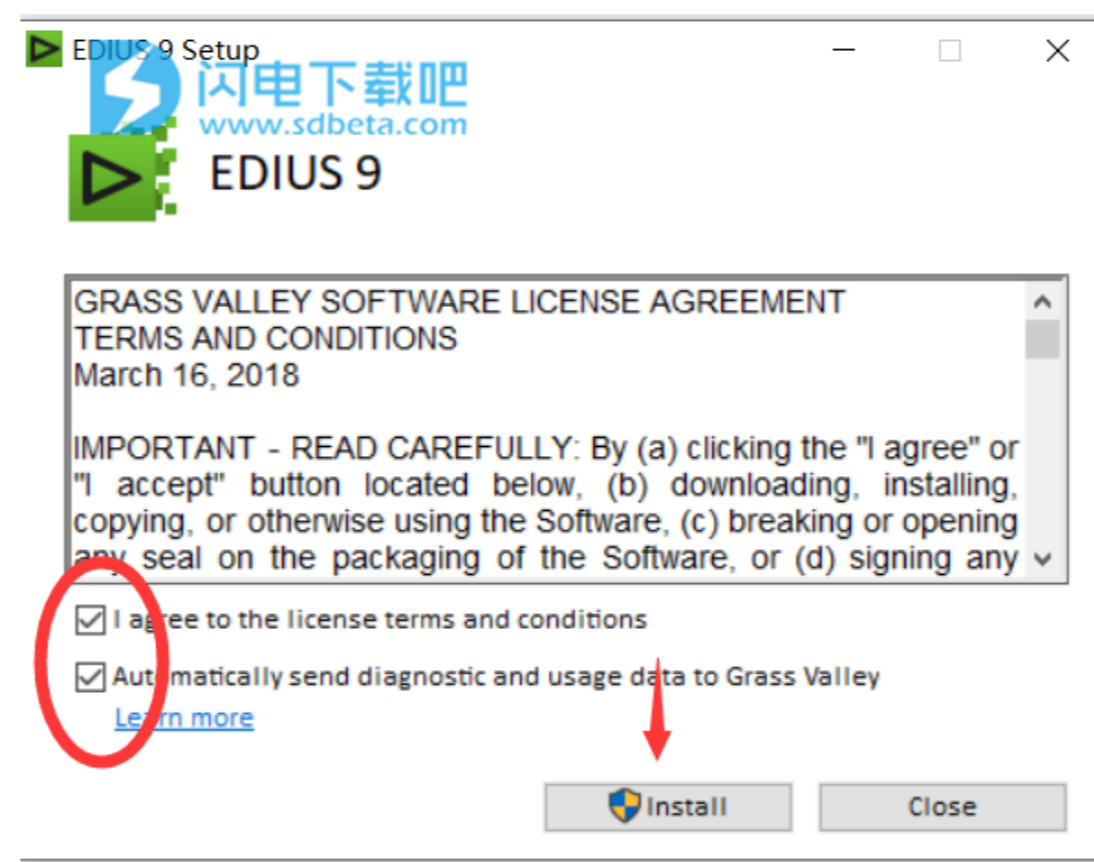 EDIUS 9 Setup
闪电下载吧
www.sdbeta.com
EDIUS 9
GRASS VALLEY SOFTWARE LICENSE AGREEMENT
TERMS AND CONDITIONS
March 16, 2018
IMPORTANT - READ CAREFULLY: By (a) clicking the "I agree" or
"I accept" button located below, (b) downloading, installing,
copying, or otherwise using the Software, (c) breaking or opening
any seal on the packaging of the Software, or (d) signing any
I agree to the license terms and conditions
Automatically send diagnostic and usage data to Grass Valley
Learn more
Install
Close